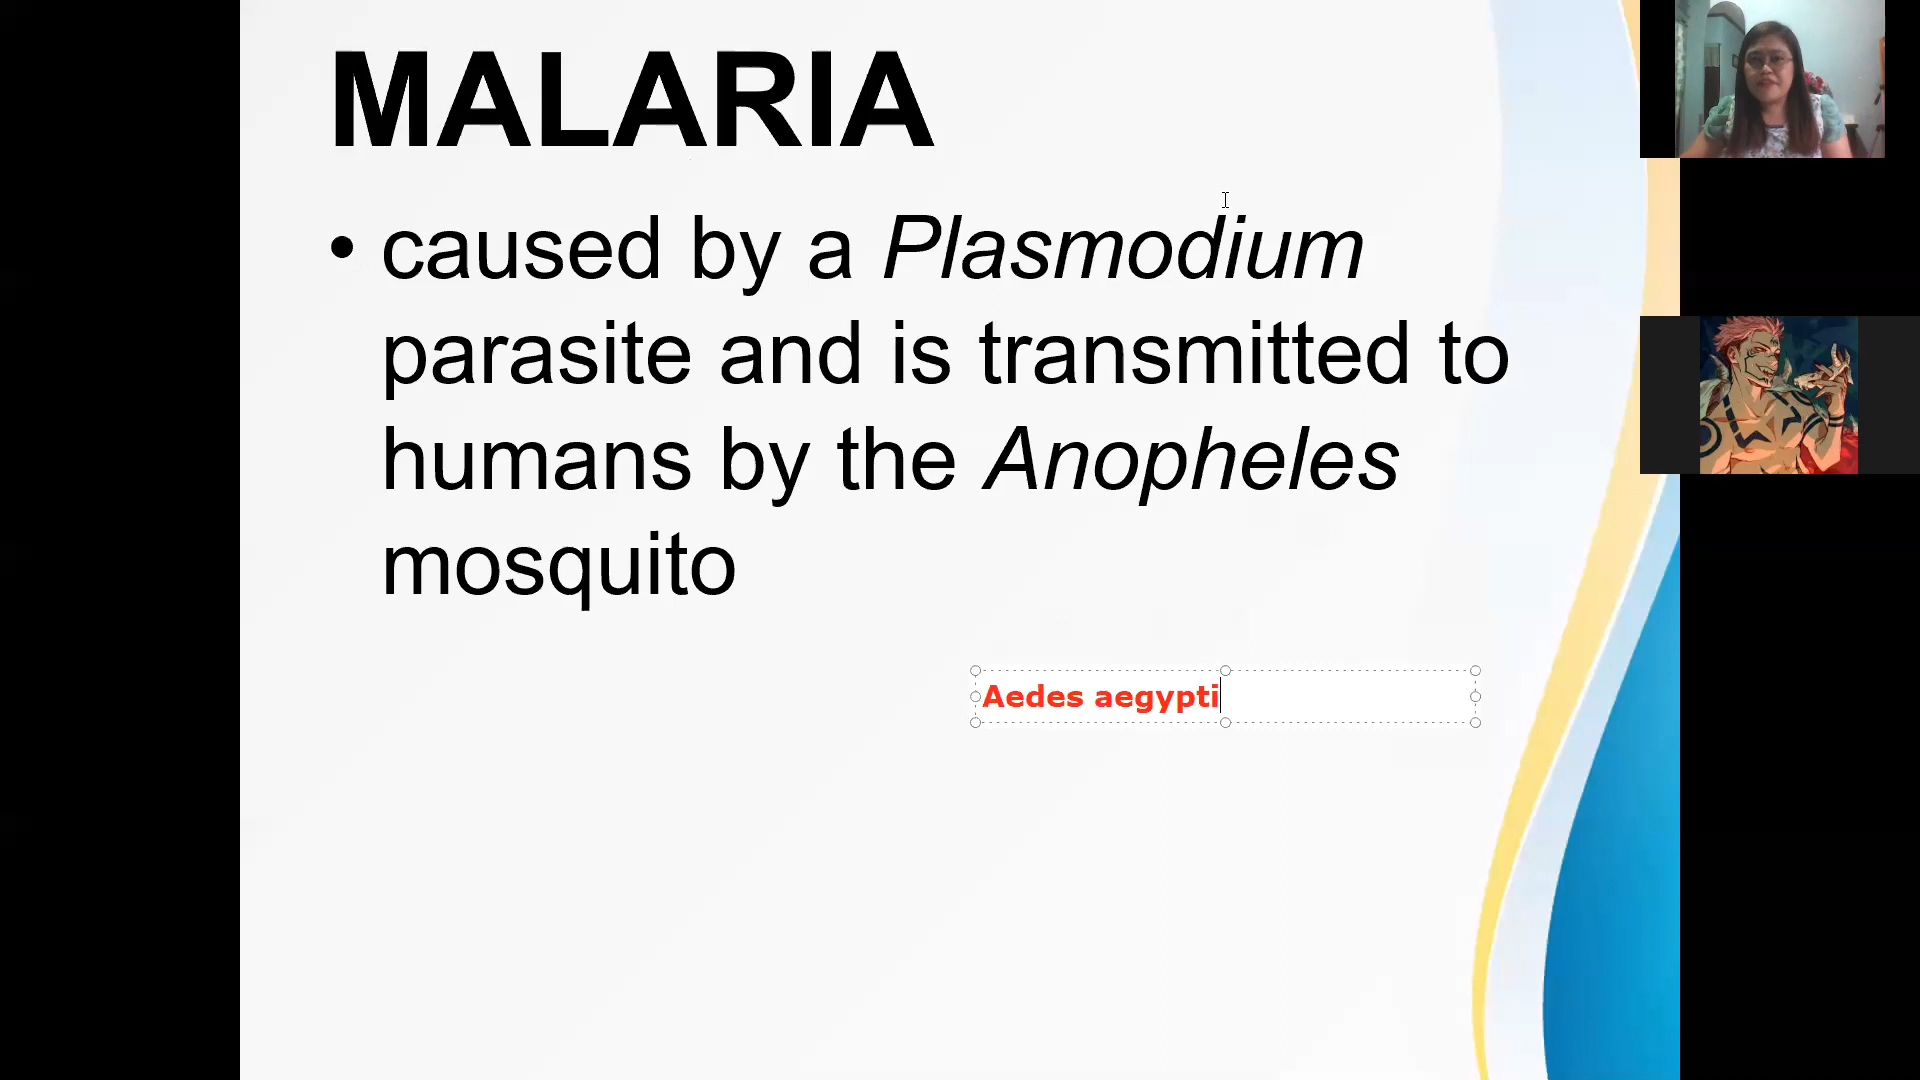 MALARIA
• caused by a Plasmodium
parasite and is transmitted to
humans by the Anopheles
mosquito
Aedes aegypti